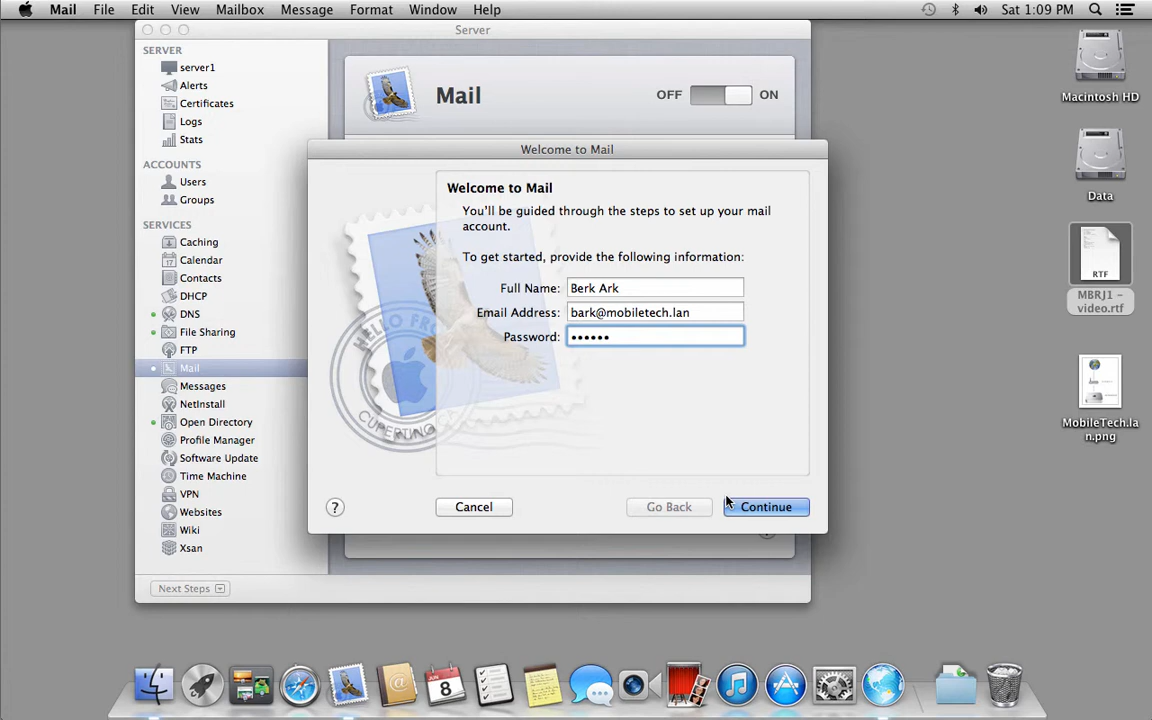 Mail File Edit View Mailbox Message Format Window Help Sat 1:09 PM
Server
SERVER
server1
Alerts
Certificates
Logs
Stats
ACCOUNTS
Users
Groups
SERVICES
Caching
Calendar
Contacts
DHCP
DNS
File Sharing
FTP
Mail
Messages
NetInstall
Open Directory
Profile Manager
Software Update
Time Machine
VPN
Websites
Wiki
Xsan
Next Steps
Mail OFF ON
Welcome to Mail
Welcome to Mail
You'll be guided through the steps to set up your mail
account.
To get started, provide the following information:
Full Name: Berk Ark
Email Address: bark@mobiletech.lan
Password: ••••••
HELLO FRO
CUPERTINO
? Cancel Go Back Continue
Macintosh HD
Data
RTF
MBRJ1 –
video.rtf
MobileTech.la
n.png
8